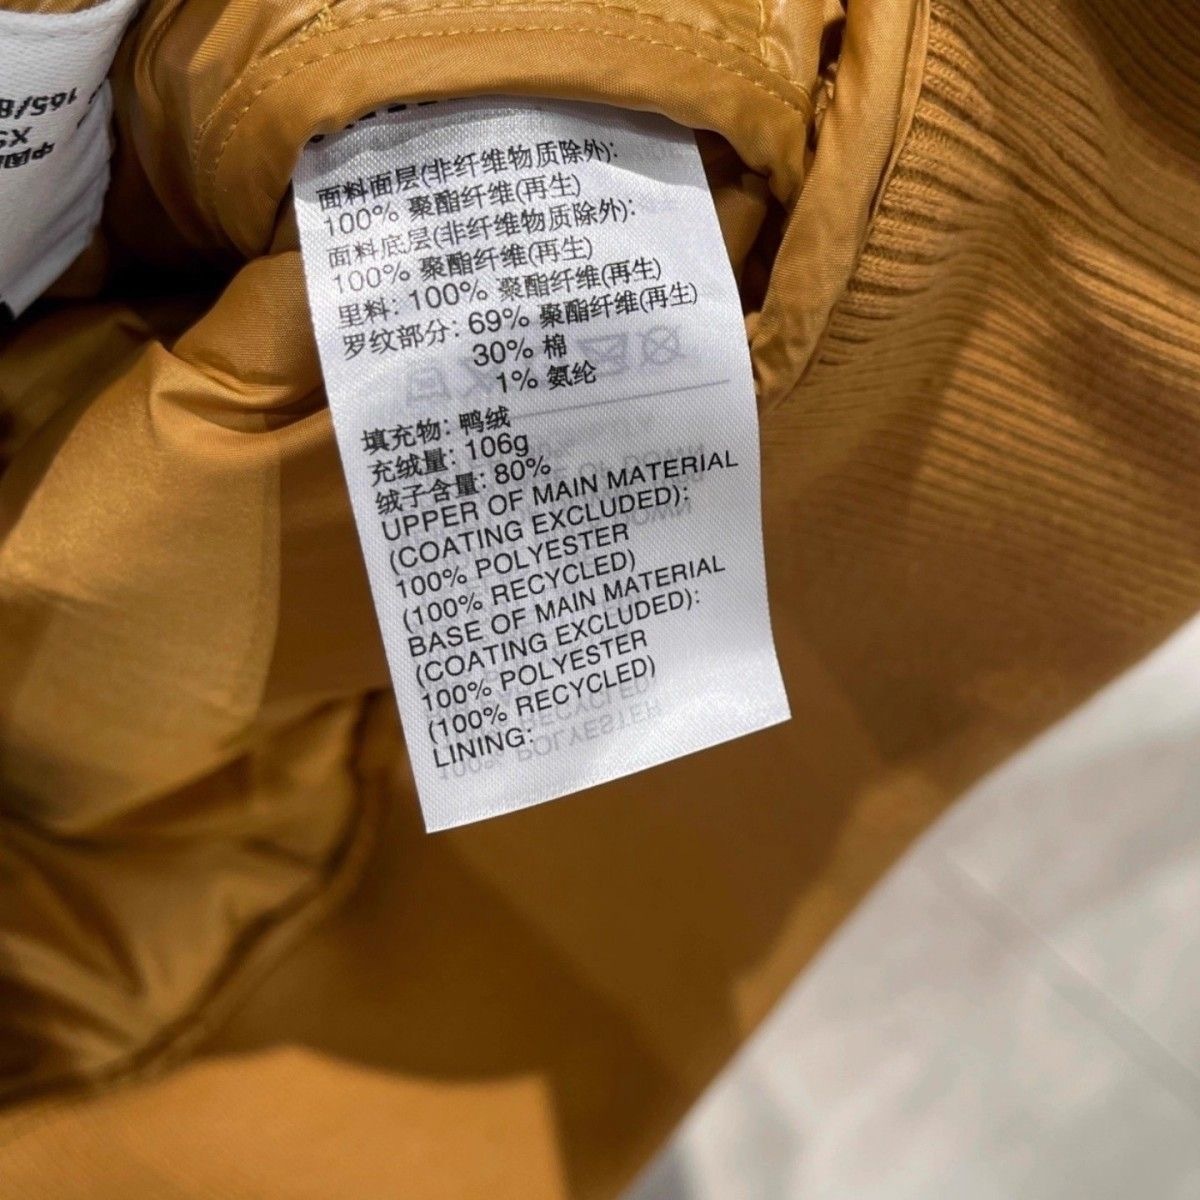 165/8
XS
中国
面料面层(非纤维物质除外):
100% 聚酯纤维(再生)
面料底层(非纤维物质除外):
100% 聚酯纤维(再生)
里料: 100% 聚酯纤维(再生)
罗纹部分: 69% 聚酯纤维(再生)
30% 棉
1% 氨纶
填充物: 鸭绒
充绒量: 106g
绒子含量: 80%
UPPER OF MAIN MATERIAL
(COATING EXCLUDED):
100% POLYESTER
(100% RECYCLED)
BASE OF MAIN MATERIAL
(COATING EXCLUDED):
100% POLYESTER
(100% RECYCLED)
LINING: